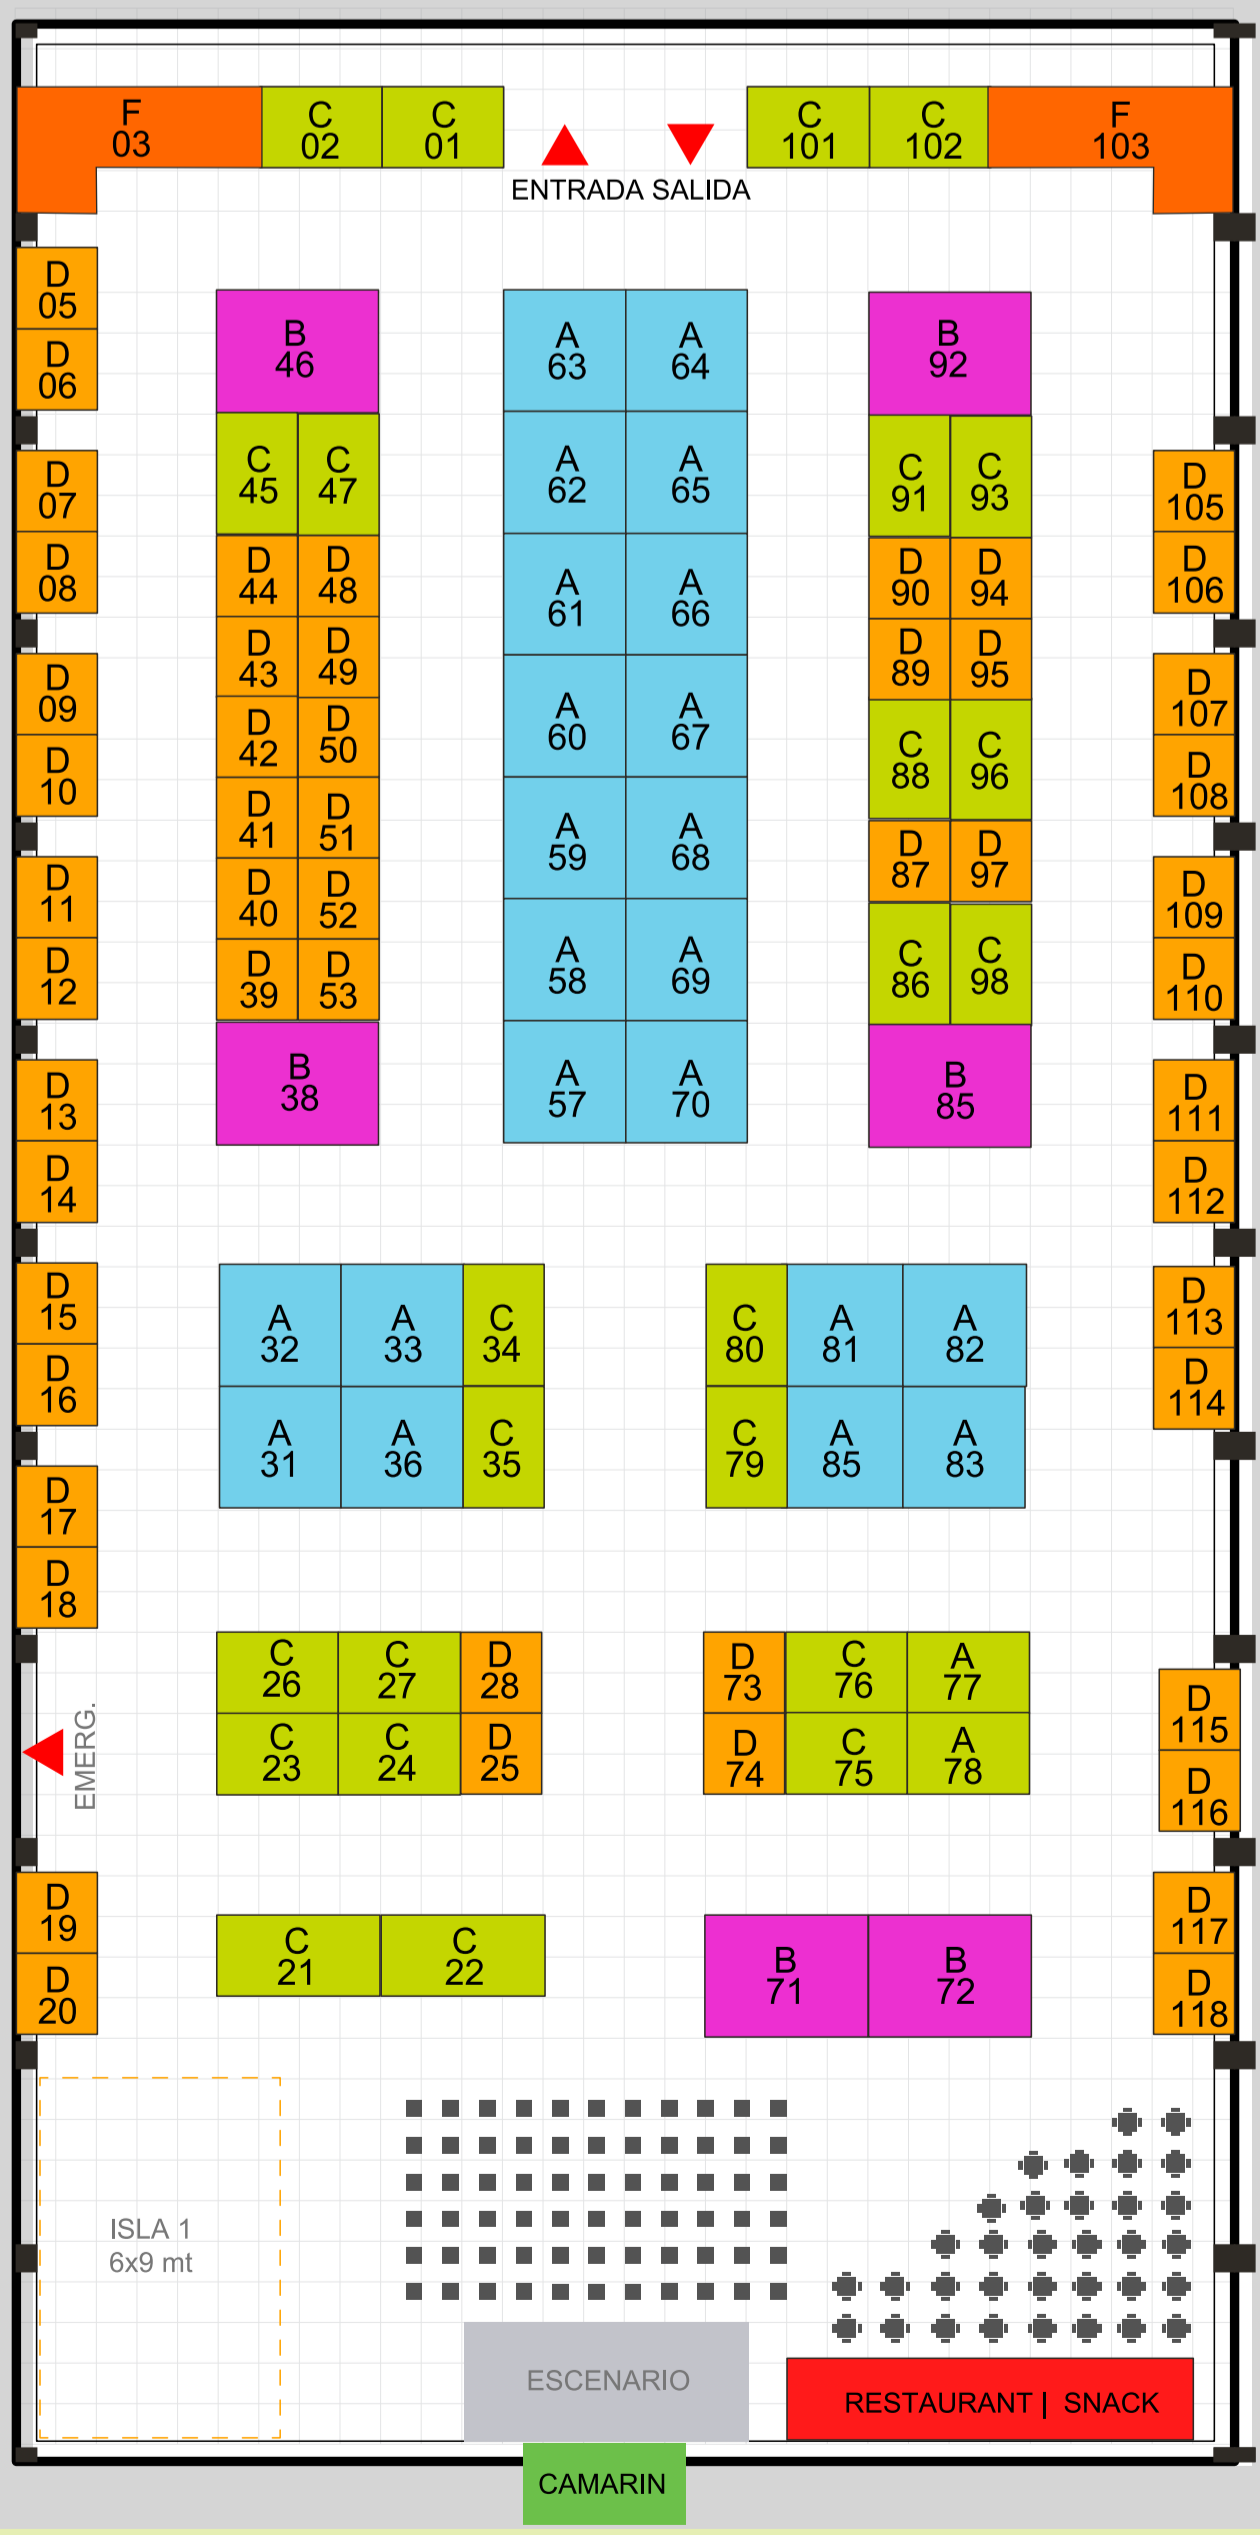 F
03
C
02
C
01
C
101
C
102
F
103
ENTRADA SALIDA
D
05
D
06
D
07
D
08
D
09
D
10
D
11
D
12
D
13
D
14
D
15
D
16
D
17
D
18
EMERG.
D
19
D
20
B
46
C
45
C
47
D
44
D
48
D
43
D
49
D
42
D
50
D
41
D
51
D
40
D
52
D
39
D
53
B
38
A
63
A
64
A
62
A
65
A
61
A
66
A
60
A
67
A
59
A
68
A
58
A
69
A
57
A
70
B
92
C
91
C
93
D
90
D
94
D
89
D
95
C
88
C
96
D
87
D
97
C
86
C
98
B
85
D
105
D
106
D
107
D
108
D
109
D
110
D
111
D
112
D
113
D
114
D
115
D
116
D
117
D
118
A
32
A
33
C
34
A
31
A
36
C
35
C
80
A
81
A
82
C
79
A
85
A
83
C
26
C
27
D
28
C
23
C
24
D
25
D
73
C
76
A
77
D
74
C
75
A
78
C
21
C
22
B
71
B
72
ISLA 1
6x9 mt
ESCENARIO
RESTAURANT | SNACK
CAMARIN